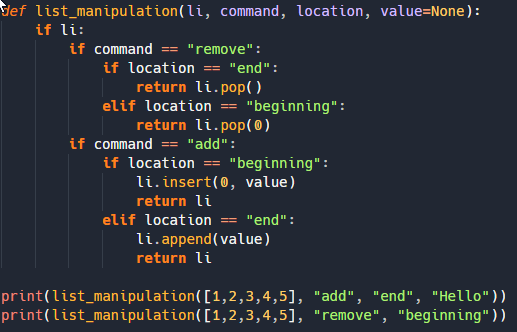 def list_manipulation(li, command, location, value=None):
    if li:
        if command == "remove":
            if location == "end":
                return li.pop()
            elif location == "beginning":
                return li.pop(0)
        if command == "add":
            if location == "beginning":
                li.insert(0, value)
                return li
            elif location == "end":
                li.append(value)
                return li

print(list_manipulation([1,2,3,4,5], "add", "end", "Hello"))
print(list_manipulation([1,2,3,4,5], "remove", "beginning"))